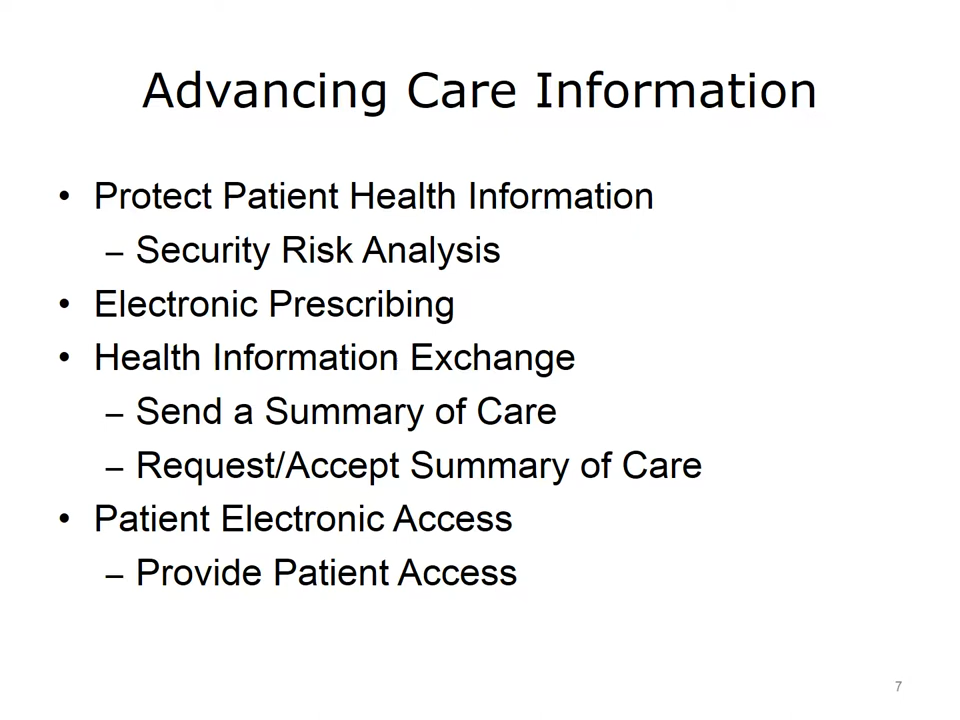 Advancing Care Information
• Protect Patient Health Information
– Security Risk Analysis
• Electronic Prescribing
• Health Information Exchange
– Send a Summary of Care
– Request/Accept Summary of Care
• Patient Electronic Access
– Provide Patient Access
7